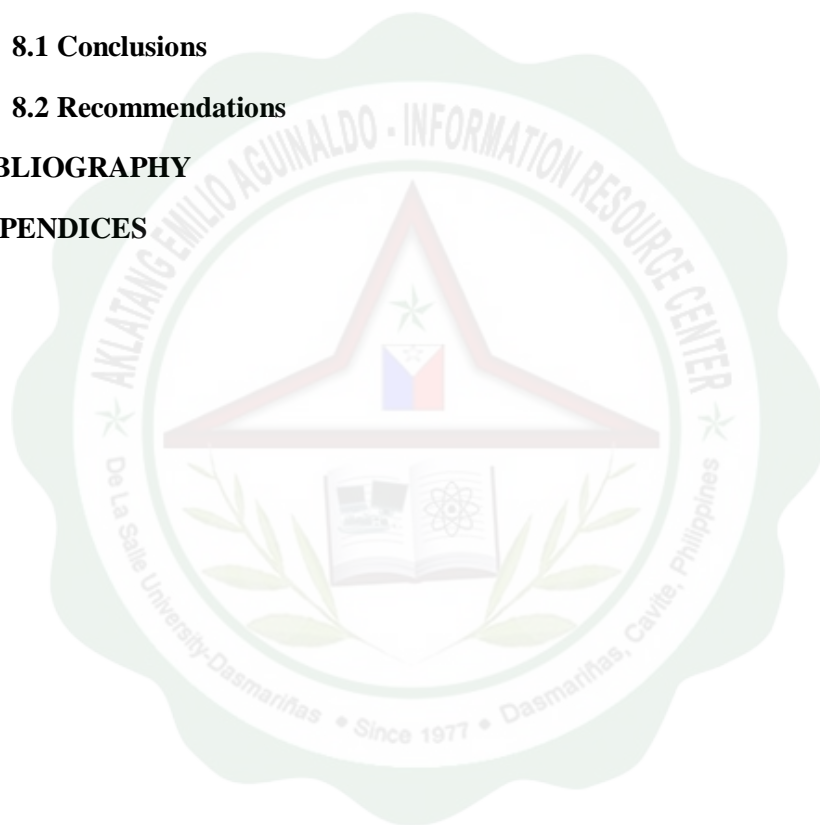 8.1 Conclusions
8.2 Recommendations
BLIOGRAPHY
PENDICES
AKLATANG EMILIO AGUINALDO - INFORMATION RESOURCE CENTER
De La Salle University-Dasmariñas • Since 1977 • Dasmariñas, Cavite, Philippines